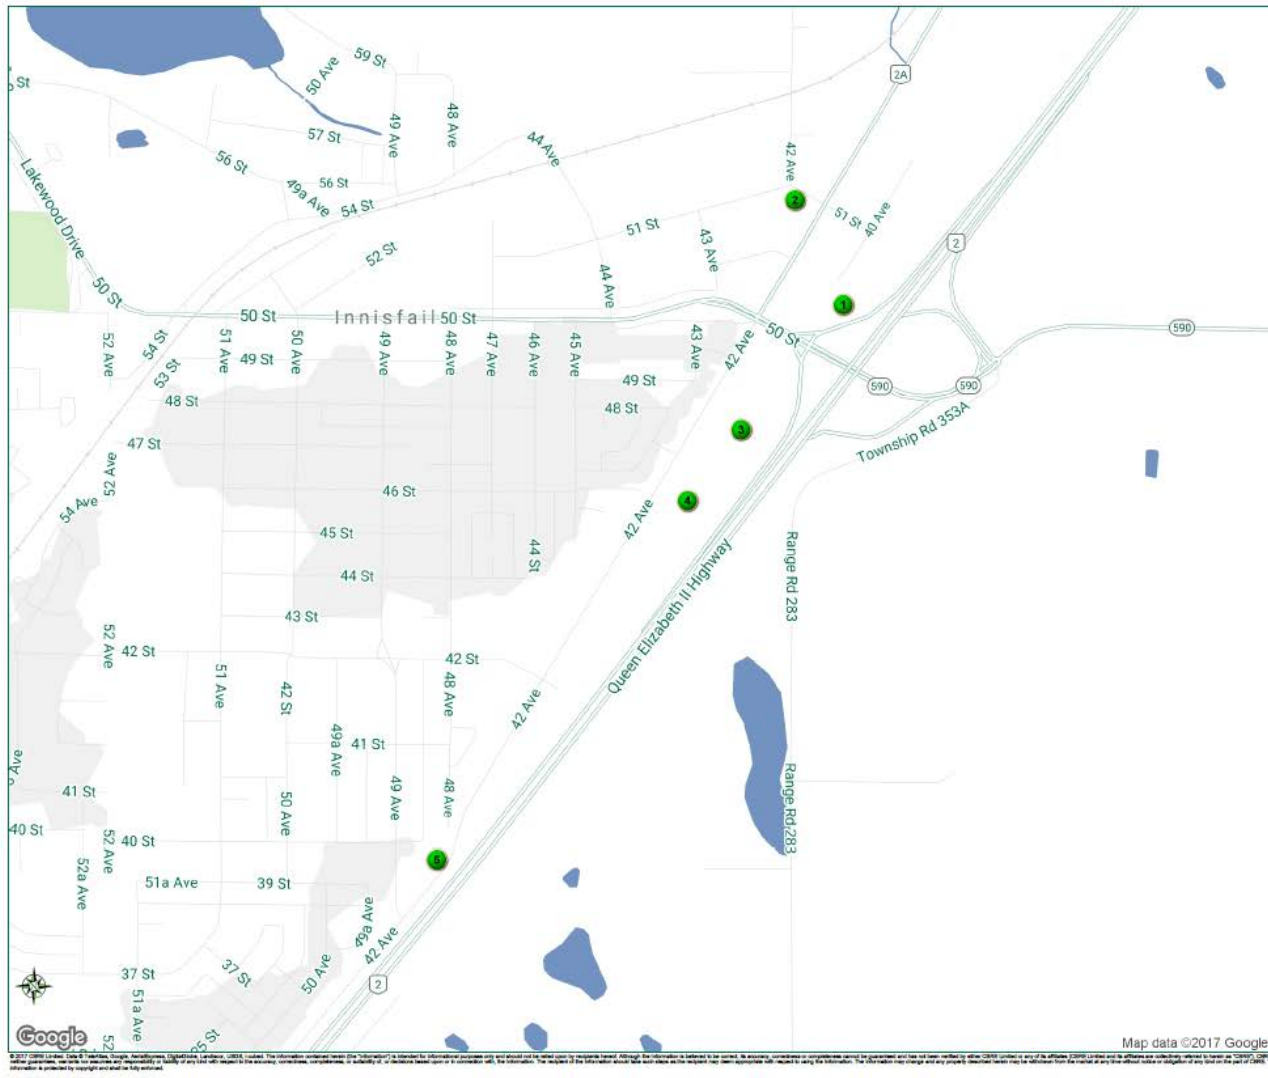 59 St
50 Ave
2A
St
49 Ave
48 Ave
57 St
44 Ave
42 Ave
56 St
56 St
49a Ave
54 St
2
Lakewood Drive
51 St
40 Ave
51 St
43 Ave
52 St
2
44 Ave
50 St
1
50 St
Innisfail
50 St
50 St
590
54 St
52 Ave
51 Ave
50 Ave
49 Ave
48 Ave
47 Ave
46 Ave
45 Ave
43 Ave
42 Ave
49 St
53 St
49 St
590
590
48 St
48 St
Township Rd 353A
3
47 St
52 Ave
46 St
4
54 Ave
42 Ave
45 St
44 St
Range Rd 283
44 St
Queen Elizabeth II Highway
43 St
52 Ave
42 St
42 St
51 Ave
42 St
48 Ave
42 Ave
49a Ave
41 St
Ave
41 St
50 Ave
49 Ave
48 Ave
Range Rd 283
40 St
52 Ave
40 St
5
52a Ave
51a Ave
39 St
49a Ave
42 Ave
37 St
37 St
50 Ave
2
51a Ave
52
Google
Map data ©2017 Google